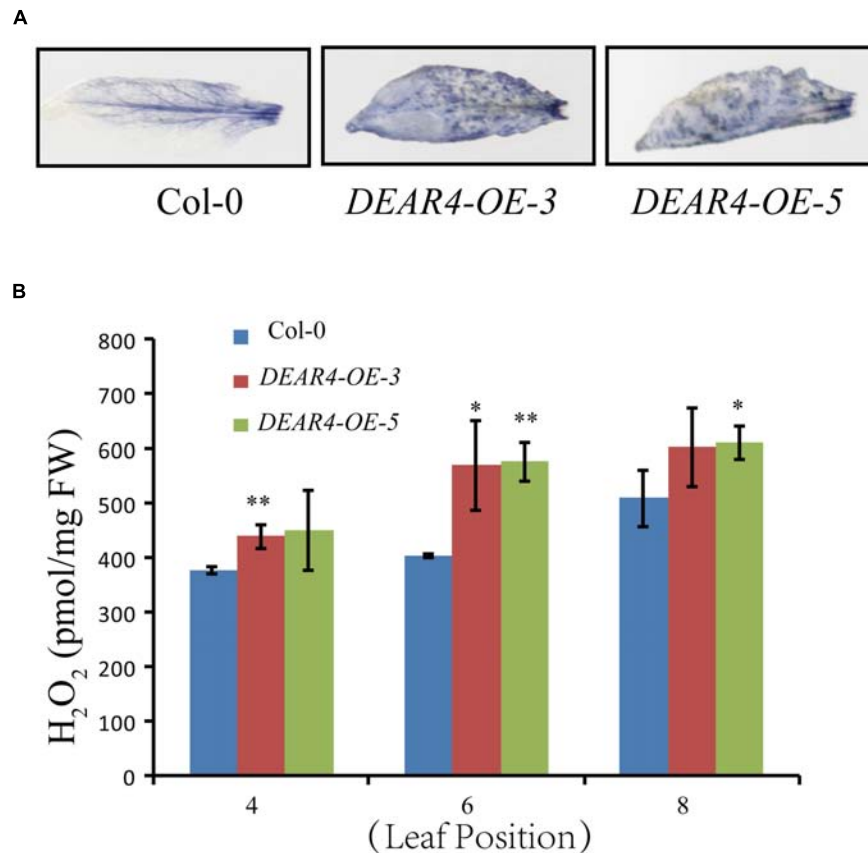 A
Col-0
DEAR4-OE-3
DEAR4-OE-5
B
H₂O₂ (pmol/mg FW)
800
700
600
500
400
300
200
100
0
Col-0
DEAR4-OE-3
DEAR4-OE-5
**
*
**
*
4
6
8
(Leaf Position)